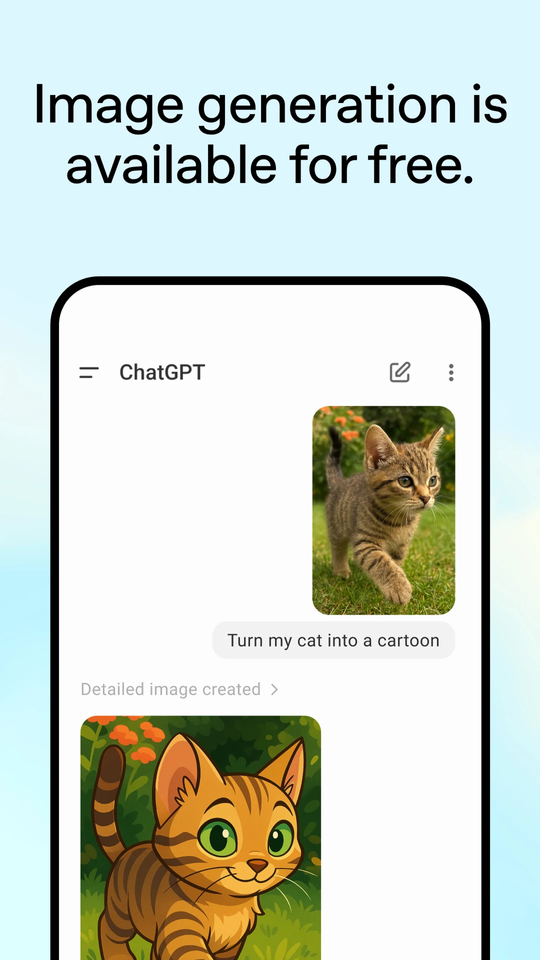 Image generation is
available for free.
ChatGPT
Turn my cat into a cartoon
Detailed image created